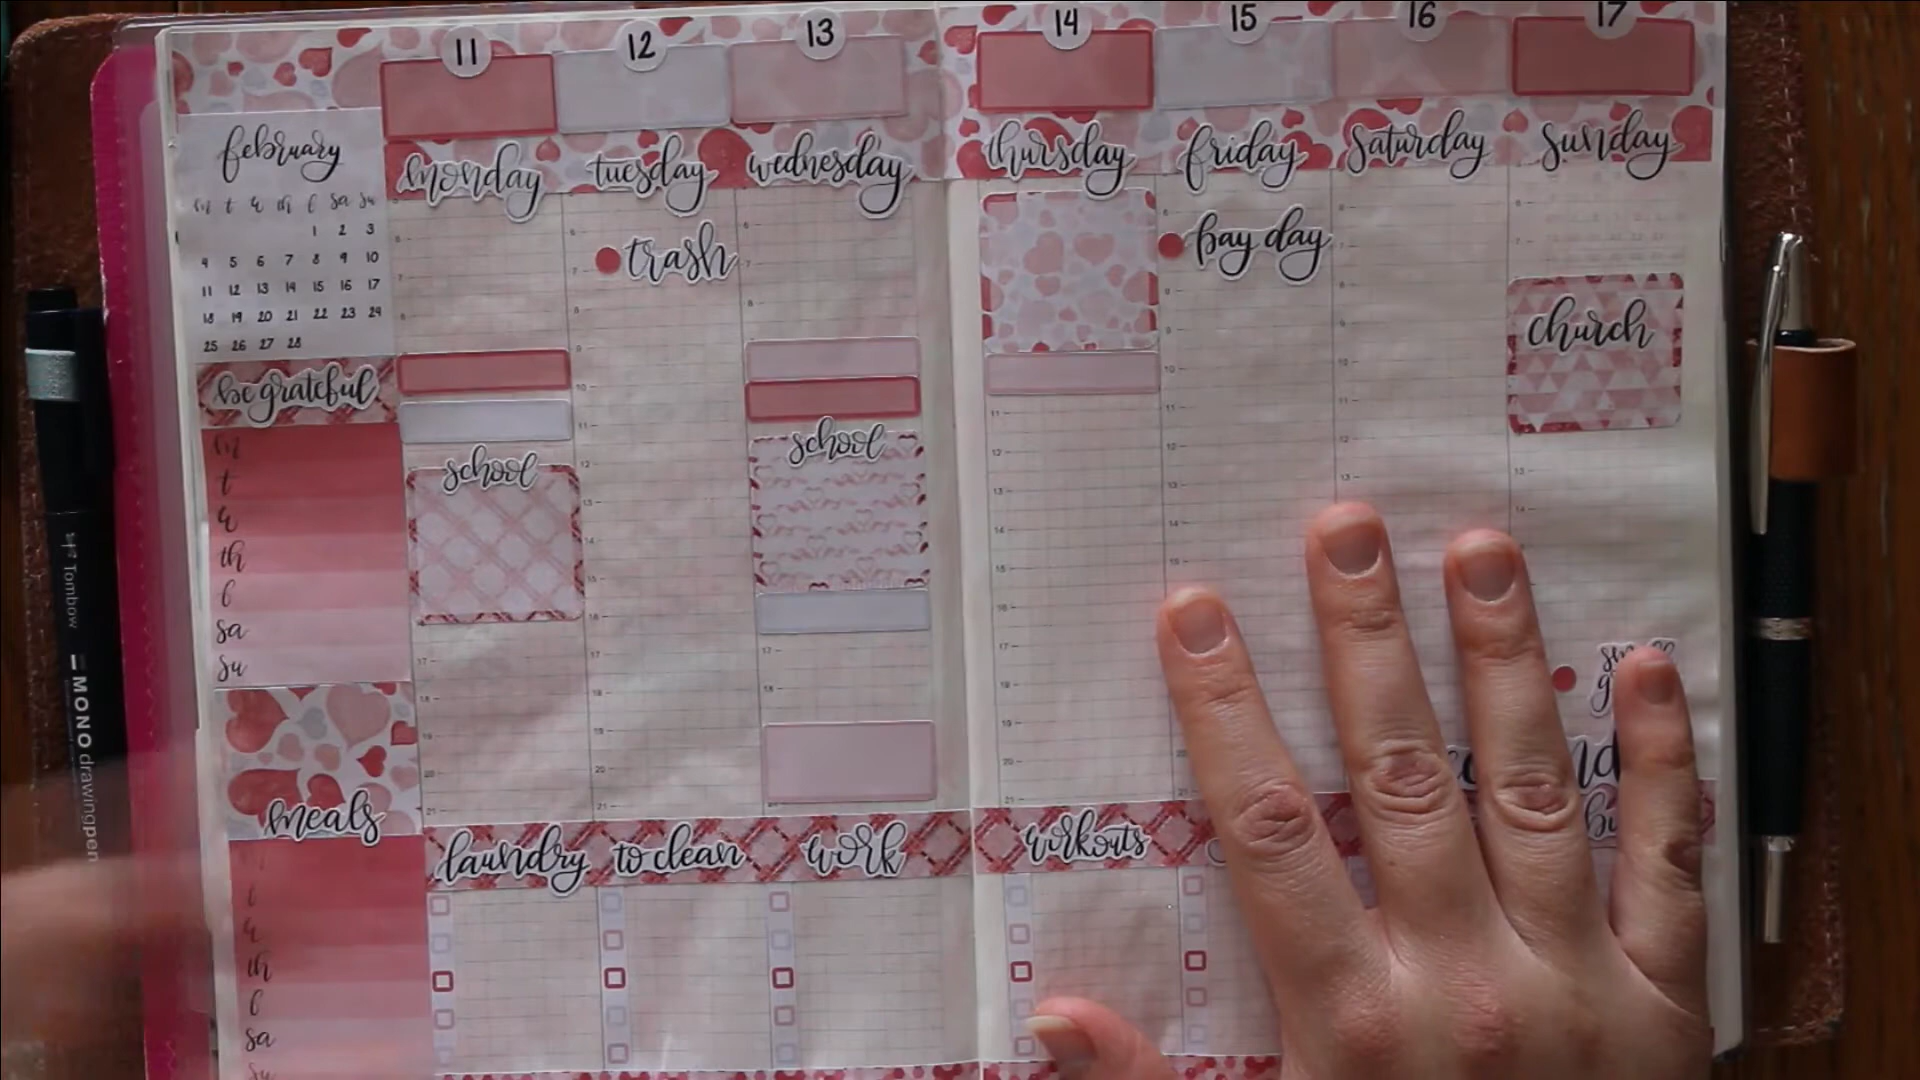 11 12 13 14 15 16 17
february
monday tuesday wednesday thursday friday saturday sunday
m t w th f sa su
1 2 3
4 5 6 7 8 9 10
11 12 13 14 15 16 17
18 19 20 21 22 23 24
25 26 27 28
trash
pay day
church
be grateful
m
t
w
th
f
sa
su
school
school
meals
laundry
to clean
work
workouts
t
w
th
f
sa
su
Tombow
MONO drawing pen